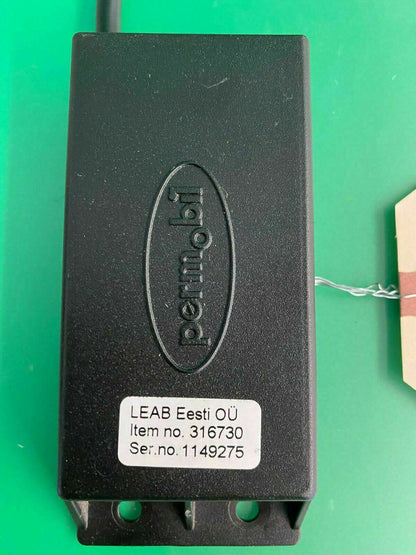 permobil
LEAB Eesti OÜ
Item no. 316730
Ser.no. 1149275